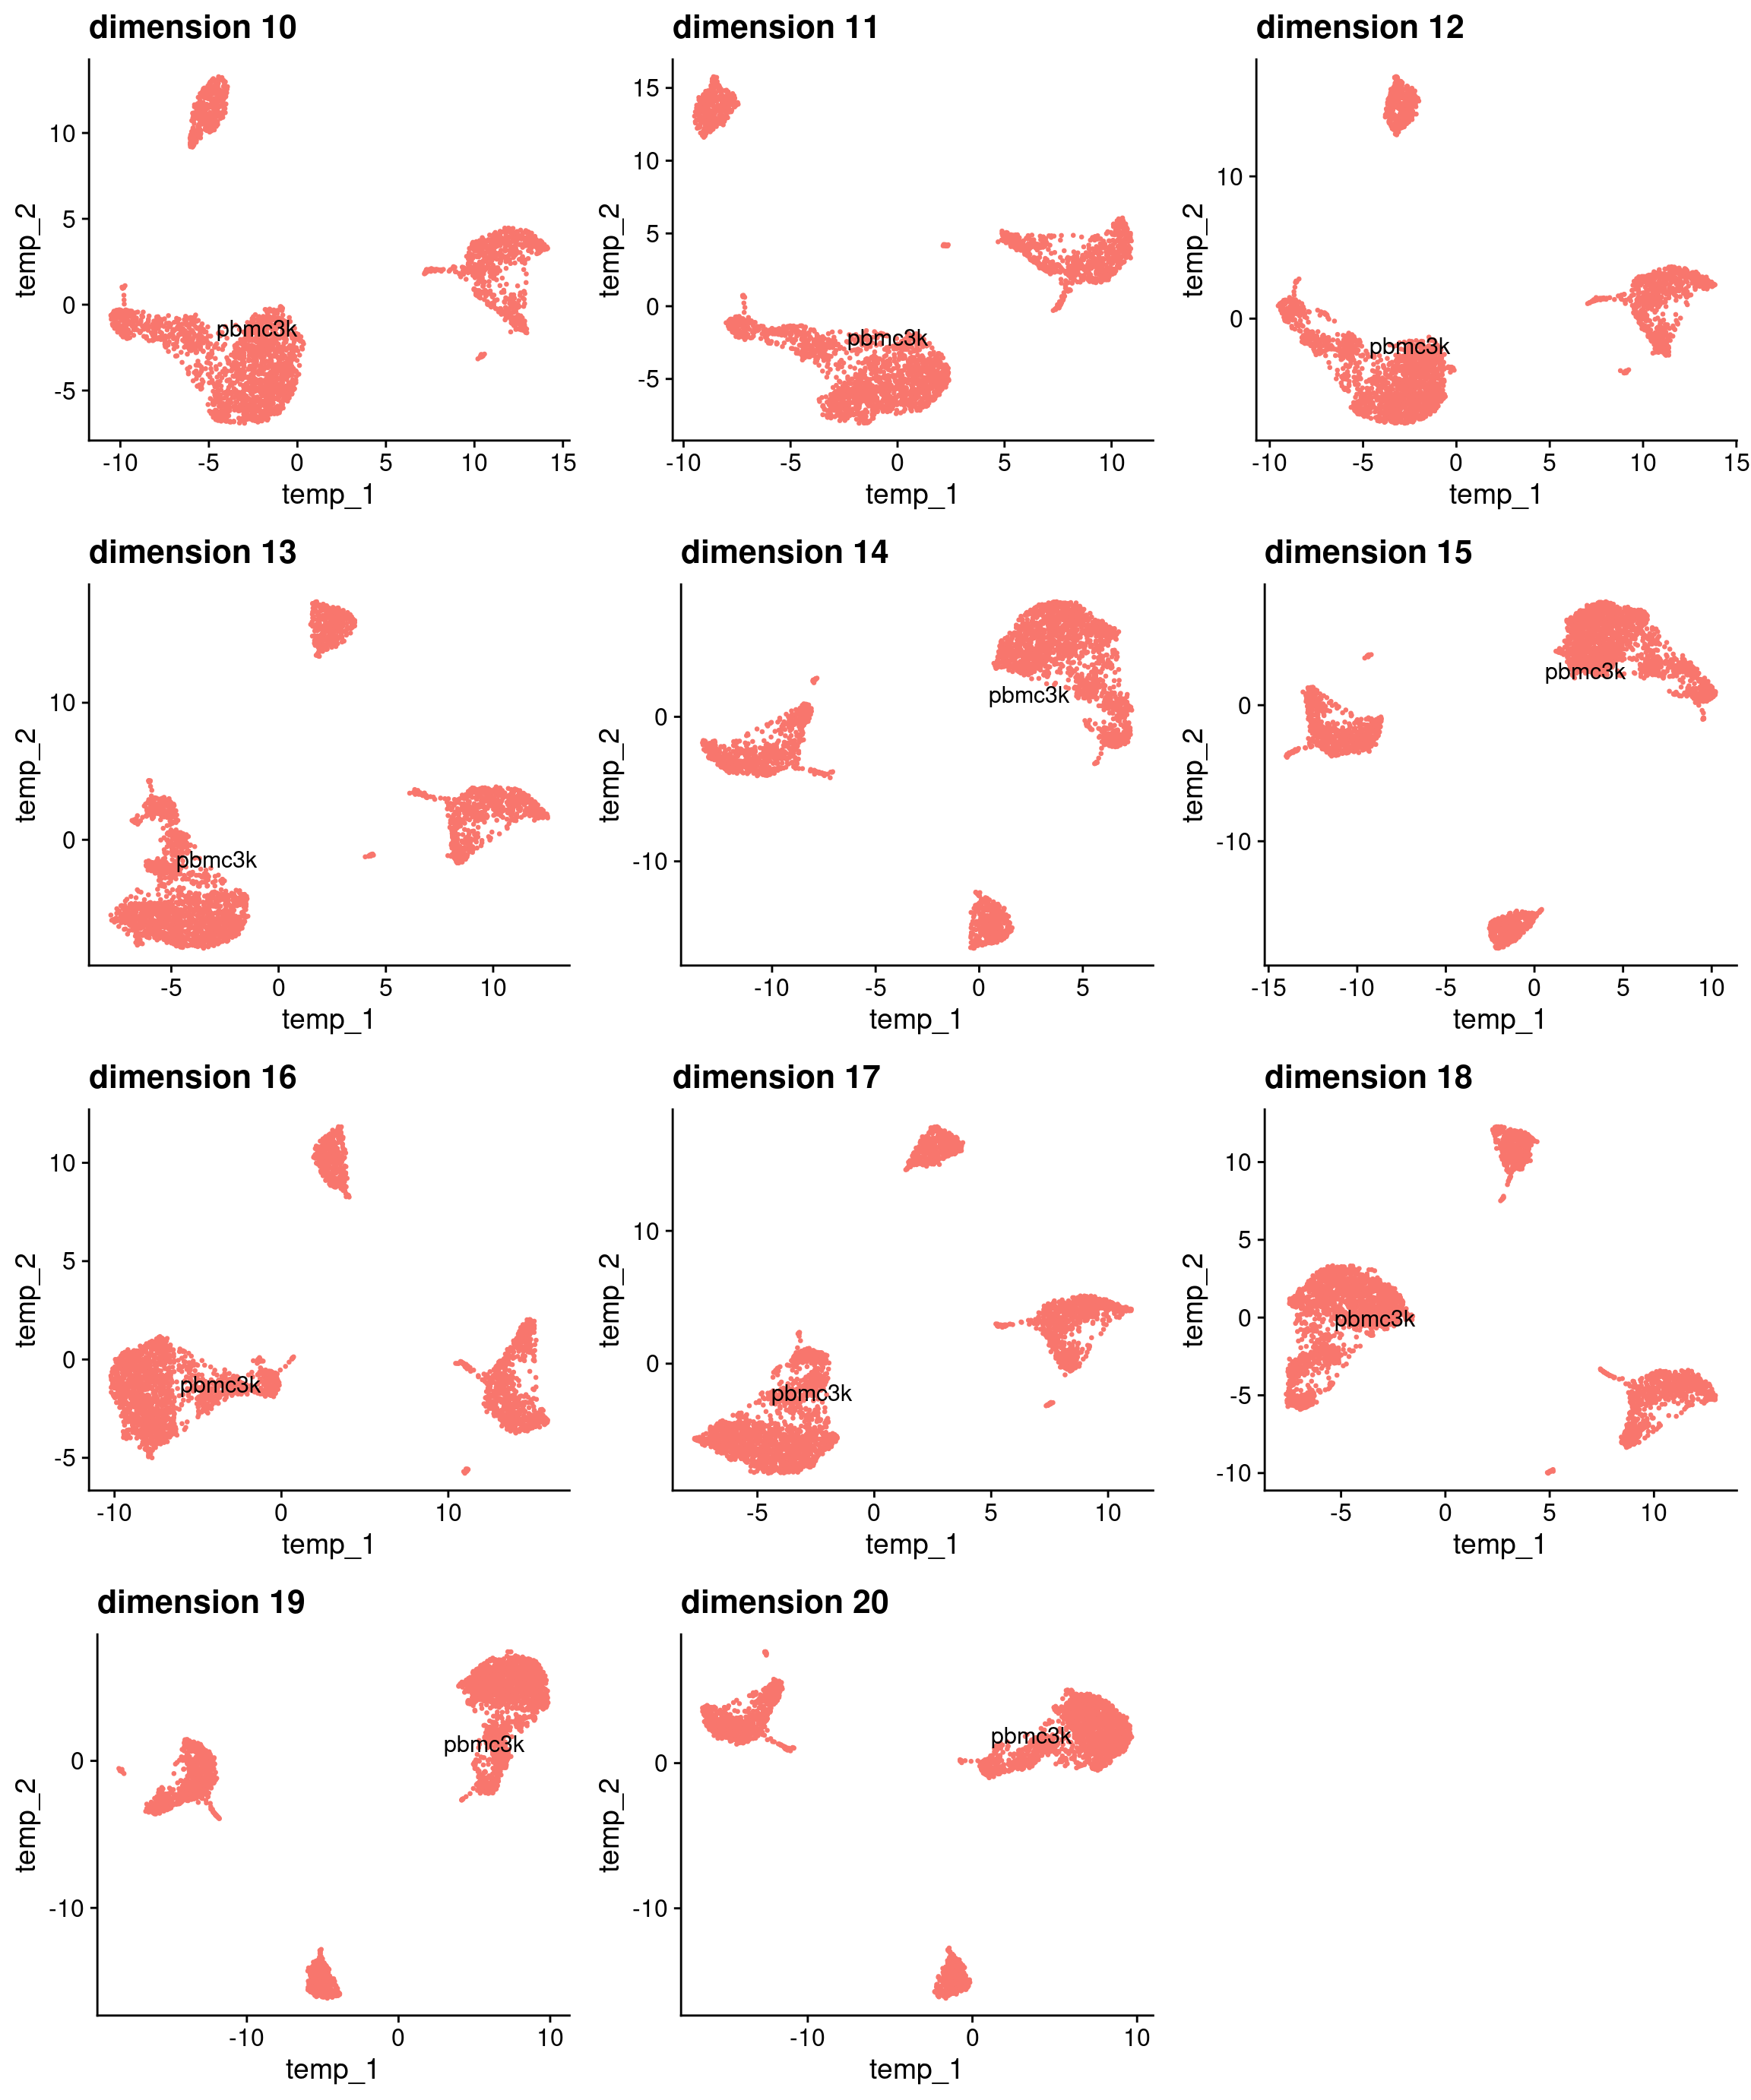 dimension 10
dimension 11
dimension 12
temp_2
10
5
0
-5
pbmc3k
-10
-5
0
5
10
15
temp_1
temp_2
15
10
5
0
-5
pbmc3k
-10
-5
0
5
10
temp_1
temp_2
10
0
pbmc3k
-10
-5
0
5
10
15
temp_1
dimension 13
dimension 14
dimension 15
temp_2
10
0
pbmc3k
-5
0
5
10
temp_1
temp_2
0
-10
pbmc3k
-10
-5
0
5
temp_1
temp_2
0
-10
pbmc3k
-15
-10
-5
0
5
10
temp_1
dimension 16
dimension 17
dimension 18
temp_2
10
5
0
-5
pbmc3k
-10
0
10
temp_1
temp_2
10
0
pbmc3k
-5
0
5
10
temp_1
temp_2
10
5
0
-5
-10
pbmc3k
-5
0
5
10
temp_1
dimension 19
dimension 20
temp_2
0
-10
pbmc3k
-10
0
10
temp_1
temp_2
0
-10
pbmc3k
-10
0
10
temp_1